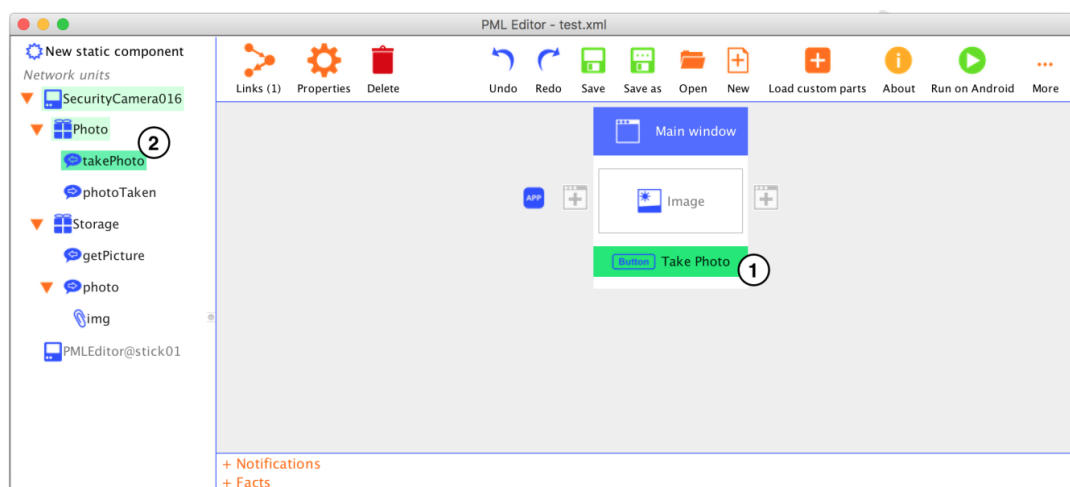 PML Editor - test.xml
New static component
Network units
SecurityCamera016
Photo
2
takePhoto
photoTaken
Storage
getPicture
photo
img
PMLEditor@stick01
Links (1) Properties Delete Undo Redo Save Save as Open New Load custom parts About Run on Android More
Main window
APP
Image
Button Take Photo
1
+ Notifications
+ Facts